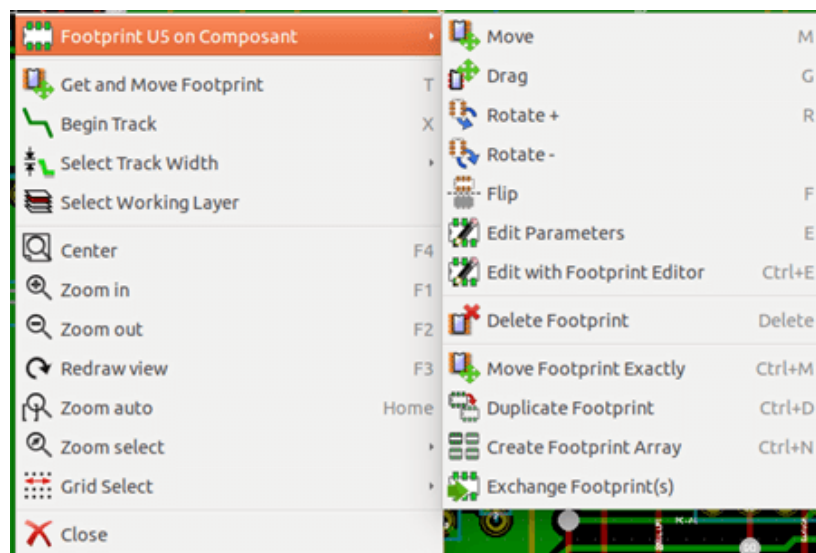 Footprint U5 on Composant
Get and Move Footprint T
Begin Track X
Select Track Width
Select Working Layer
Center F4
Zoom in F1
Zoom out F2
Redraw view F3
Zoom auto Home
Zoom select
Grid Select
Close
Move M
Drag G
Rotate + R
Rotate -
Flip F
Edit Parameters E
Edit with Footprint Editor Ctrl+E
Delete Footprint Delete
Move Footprint Exactly Ctrl+M
Duplicate Footprint Ctrl+D
Create Footprint Array Ctrl+N
Exchange Footprint(s)